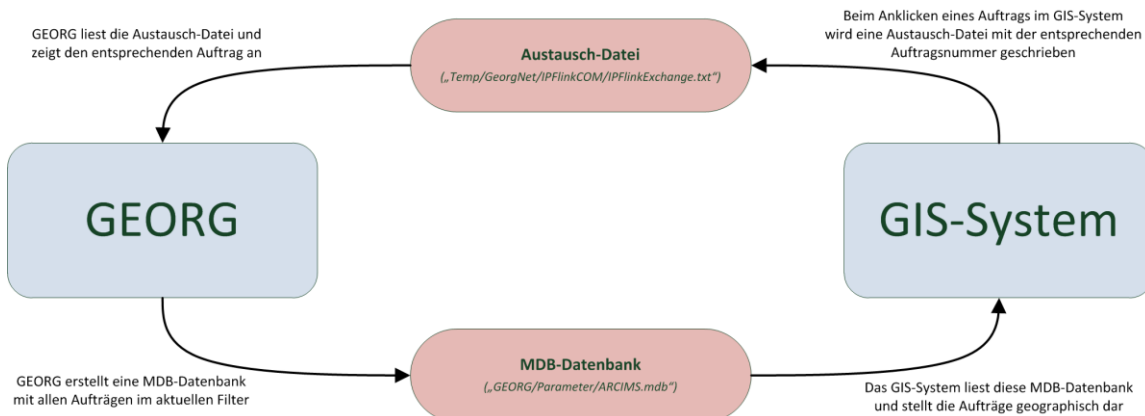 GEORG liest die Austausch-Datei und
zeigt den entsprechenden Auftrag an
Austausch-Datei
(„Temp/GeorgNet/IPFlinkCOM/IPFlinkExchange.txt“)
Beim Anklicken eines Auftrags im GIS-System
wird eine Austausch-Datei mit der entsprechenden
Auftragsnummer geschrieben
GEORG
GIS-System
GEORG erstellt eine MDB-Datenbank
mit allen Aufträgen im aktuellen Filter
MDB-Datenbank
(„GEORG/Parameter/ARCIMS.mdb“)
Das GIS-System liest diese MDB-Datenbank
und stellt die Aufträge geographisch dar